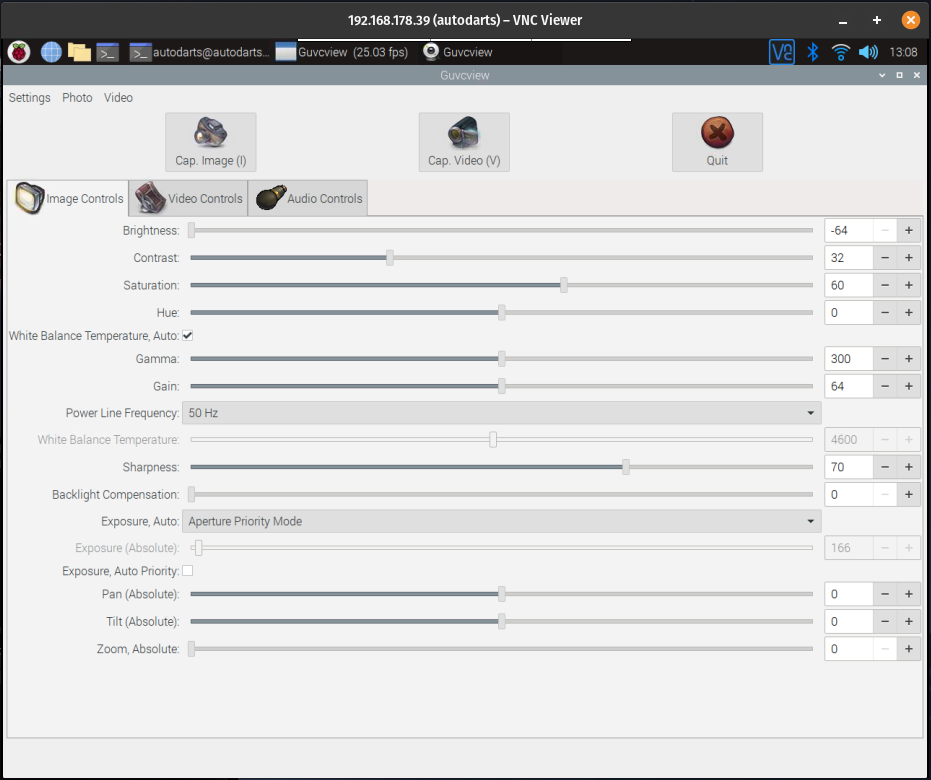 192.168.178.39 (autodarts) – VNC Viewer
autodarts@autodarts... Guvcview (25.03 fps) Guvcview 13:08
Guvcview
Settings Photo Video
Cap. Image (I) Cap. Video (V) Quit
Image Controls Video Controls Audio Controls
Brightness: -64
Contrast: 32
Saturation: 60
Hue: 0
White Balance Temperature, Auto:
Gamma: 300
Gain: 64
Power Line Frequency: 50 Hz
White Balance Temperature: 4600
Sharpness: 70
Backlight Compensation: 0
Exposure, Auto: Aperture Priority Mode
Exposure (Absolute): 166
Exposure, Auto Priority:
Pan (Absolute): 0
Tilt (Absolute): 0
Zoom, Absolute: 0